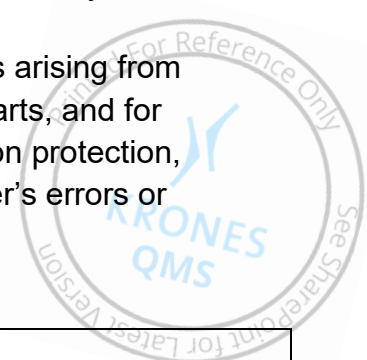 s arising from
arts, and for
on protection,
er's errors or
Printed For Reference Only
KRONES
QMS
See SharePoint for Latest Version